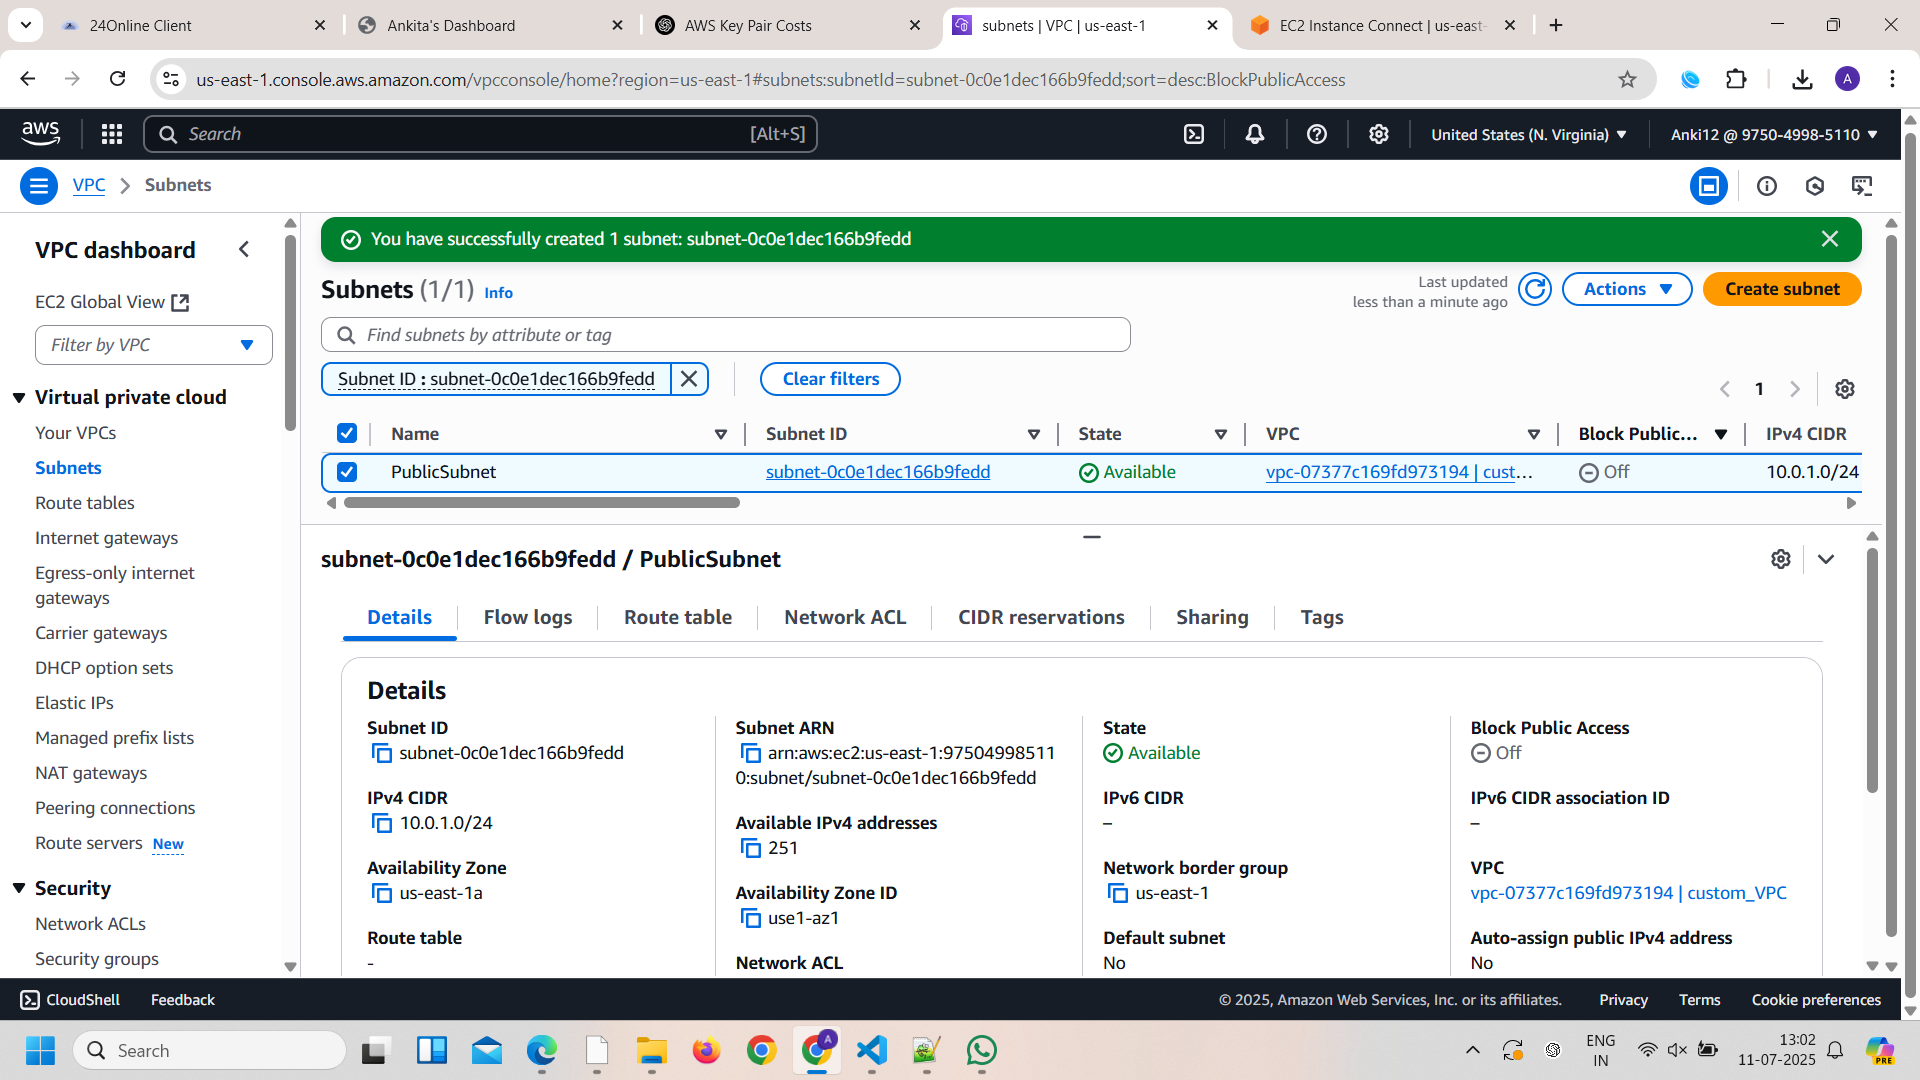 24Online Client
Ankita's Dashboard
AWS Key Pair Costs
subnets | VPC | us-east-1
EC2 Instance Connect | us-east-
us-east-1.console.aws.amazon.com/vpcconsole/home?region=us-east-1#subnets:subnetId=subnet-0c0e1dec166b9fedd;sort=desc:BlockPublicAccess
A
aws
Search
[Alt+S]
United States (N. Virginia)
Anki12 @ 9750-4998-5110
VPC
Subnets
VPC dashboard
EC2 Global View
Filter by VPC
Virtual private cloud
Your VPCs
Subnets
Route tables
Internet gateways
Egress-only internet
gateways
Carrier gateways
DHCP option sets
Elastic IPs
Managed prefix lists
NAT gateways
Peering connections
Route servers New
Security
Network ACLs
Security groups
You have successfully created 1 subnet: subnet-0c0e1dec166b9fedd
Subnets (1/1) Info
Last updated
less than a minute ago
Actions
Create subnet
Find subnets by attribute or tag
Subnet ID : subnet-0c0e1dec166b9fedd
Clear filters
1
Name
Subnet ID
State
VPC
Block Public...
IPv4 CIDR
PublicSubnet
subnet-0c0e1dec166b9fedd
Available
vpc-07377c169fd973194 | cust...
Off
10.0.1.0/24
subnet-0c0e1dec166b9fedd / PublicSubnet
Details
Flow logs
Route table
Network ACL
CIDR reservations
Sharing
Tags
Details
Subnet ID
subnet-0c0e1dec166b9fedd
IPv4 CIDR
10.0.1.0/24
Availability Zone
us-east-1a
Route table
-
Subnet ARN
arn:aws:ec2:us-east-1:97504998511
0:subnet/subnet-0c0e1dec166b9fedd
Available IPv4 addresses
251
Availability Zone ID
use1-az1
Network ACL
State
Available
IPv6 CIDR
–
Network border group
us-east-1
Default subnet
No
Block Public Access
Off
IPv6 CIDR association ID
–
VPC
vpc-07377c169fd973194 | custom_VPC
Auto-assign public IPv4 address
No
CloudShell
Feedback
© 2025, Amazon Web Services, Inc. or its affiliates.
Privacy
Terms
Cookie preferences
Search
A
ENG
IN
13:02
11-07-2025
PRE